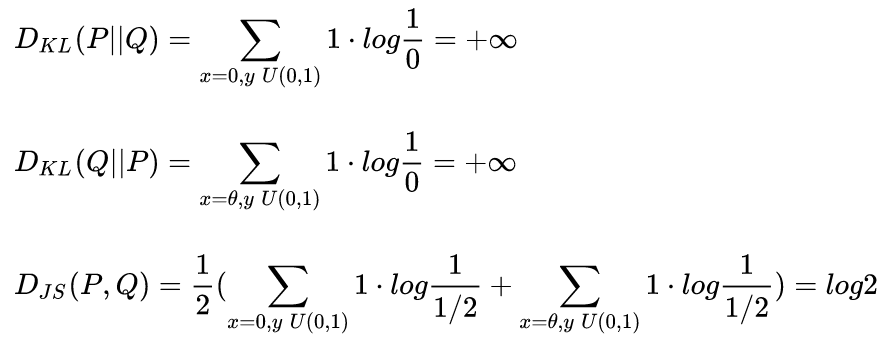 D_{KL}(P||Q) = \sum_{x=0,y\ U(0,1)} 1 \cdot log\frac{1}{0} = +\infty
D_{KL}(Q||P) = \sum_{x=\theta,y\ U(0,1)} 1 \cdot log\frac{1}{0} = +\infty
D_{JS}(P,Q) = \frac{1}{2}(\sum_{x=0,y\ U(0,1)} 1 \cdot log\frac{1}{1/2} + \sum_{x=\theta,y\ U(0,1)} 1 \cdot log\frac{1}{1/2}) = log2